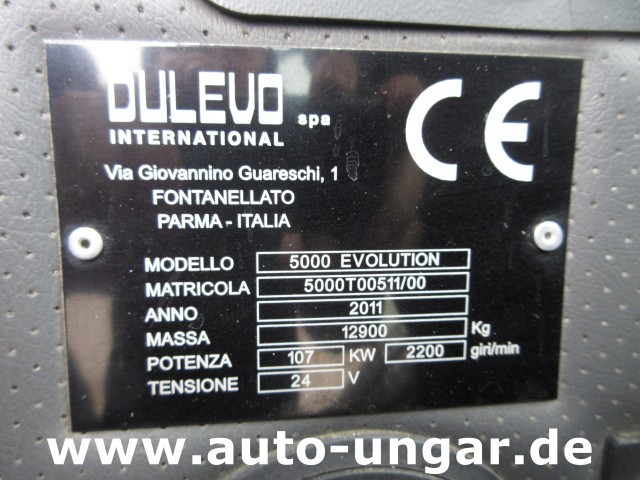 DULEVO spa
INTERNATIONAL
CE
Via Giovannino Guareschi, 1
FONTANELLATO
PARMA - ITALIA
MODELLO 5000 EVOLUTION
MATRICOLA 5000T00511/00
ANNO 2011
MASSA 12900 Kg
POTENZA 107 KW 2200 giri/min
TENSIONE 24 V
www.auto-ungar.de